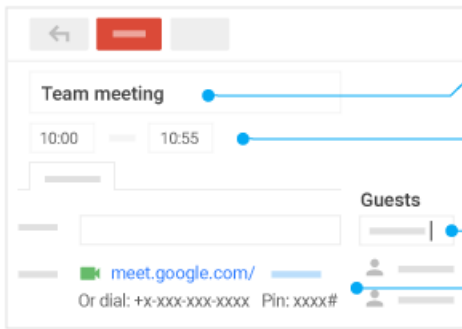 Team meeting
10:00 10:55
Guests
meet.google.com/
Or dial: +x-xxx-xxx-xxxx Pin: xxxx#